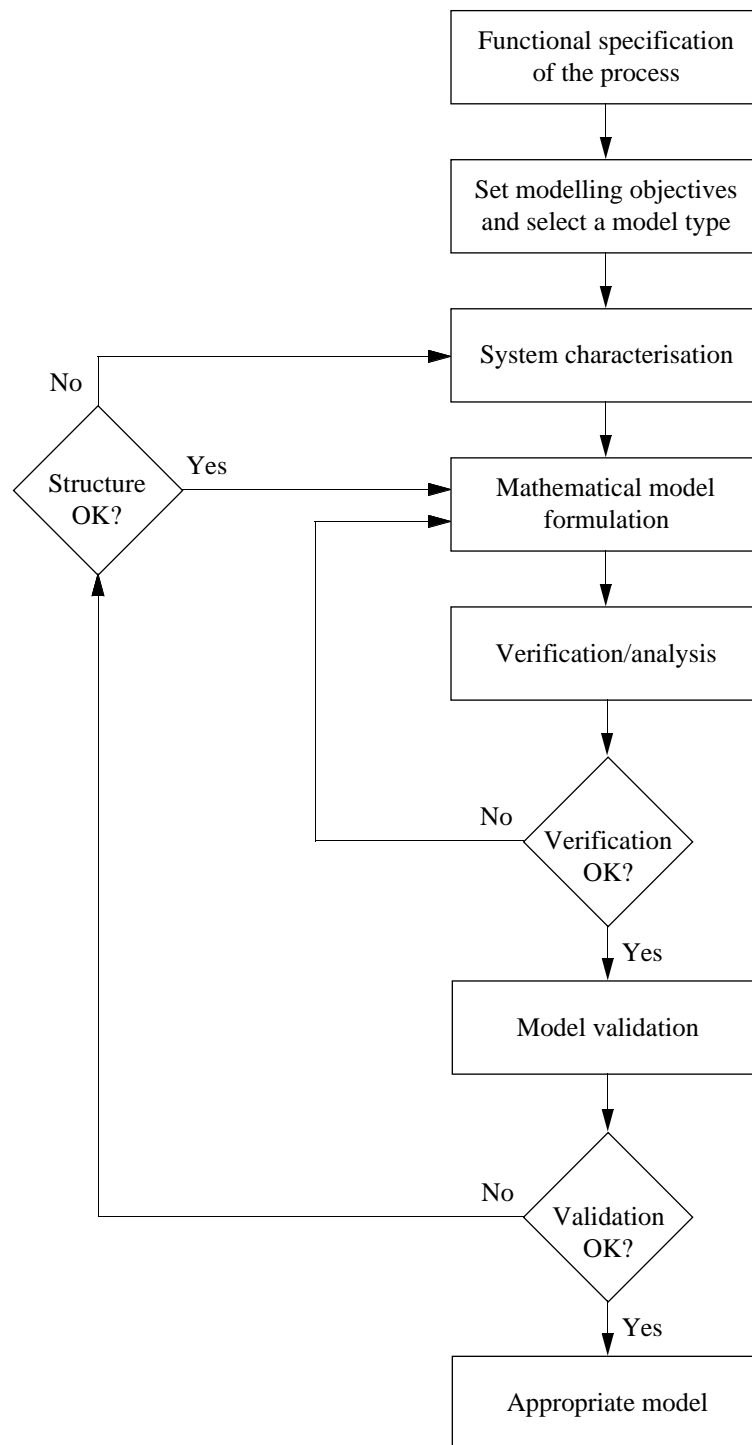 Functional specification
of the process
Set modelling objectives
and select a model type
System characterisation
No
Structure
OK?
Yes
Mathematical model
formulation
Verification/analysis
No
Verification
OK?
Yes
Model validation
No
Validation
OK?
Yes
Appropriate model